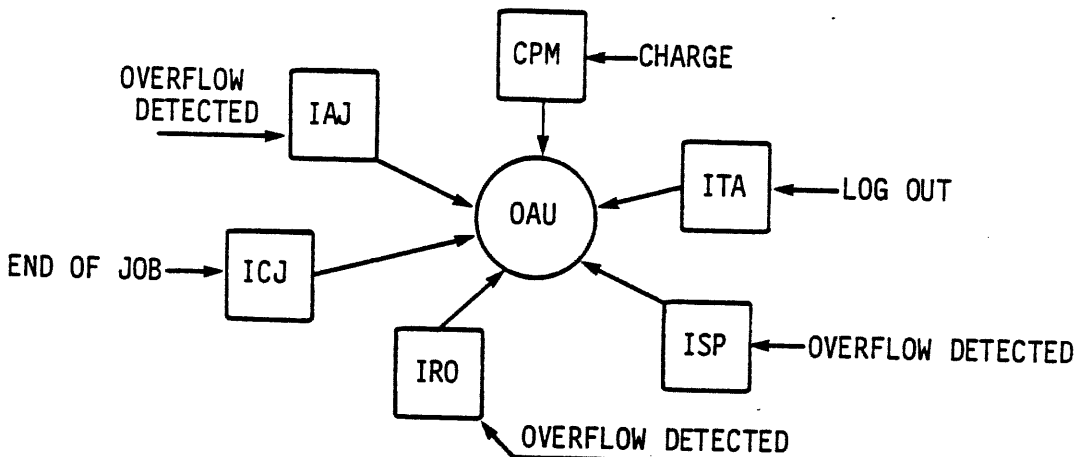 CPM
CHARGE
OVERFLOW
DETECTED
IAJ
ITA
LOG OUT
OAU
END OF JOB
ICJ
ISP
OVERFLOW DETECTED
IRO
OVERFLOW DETECTED